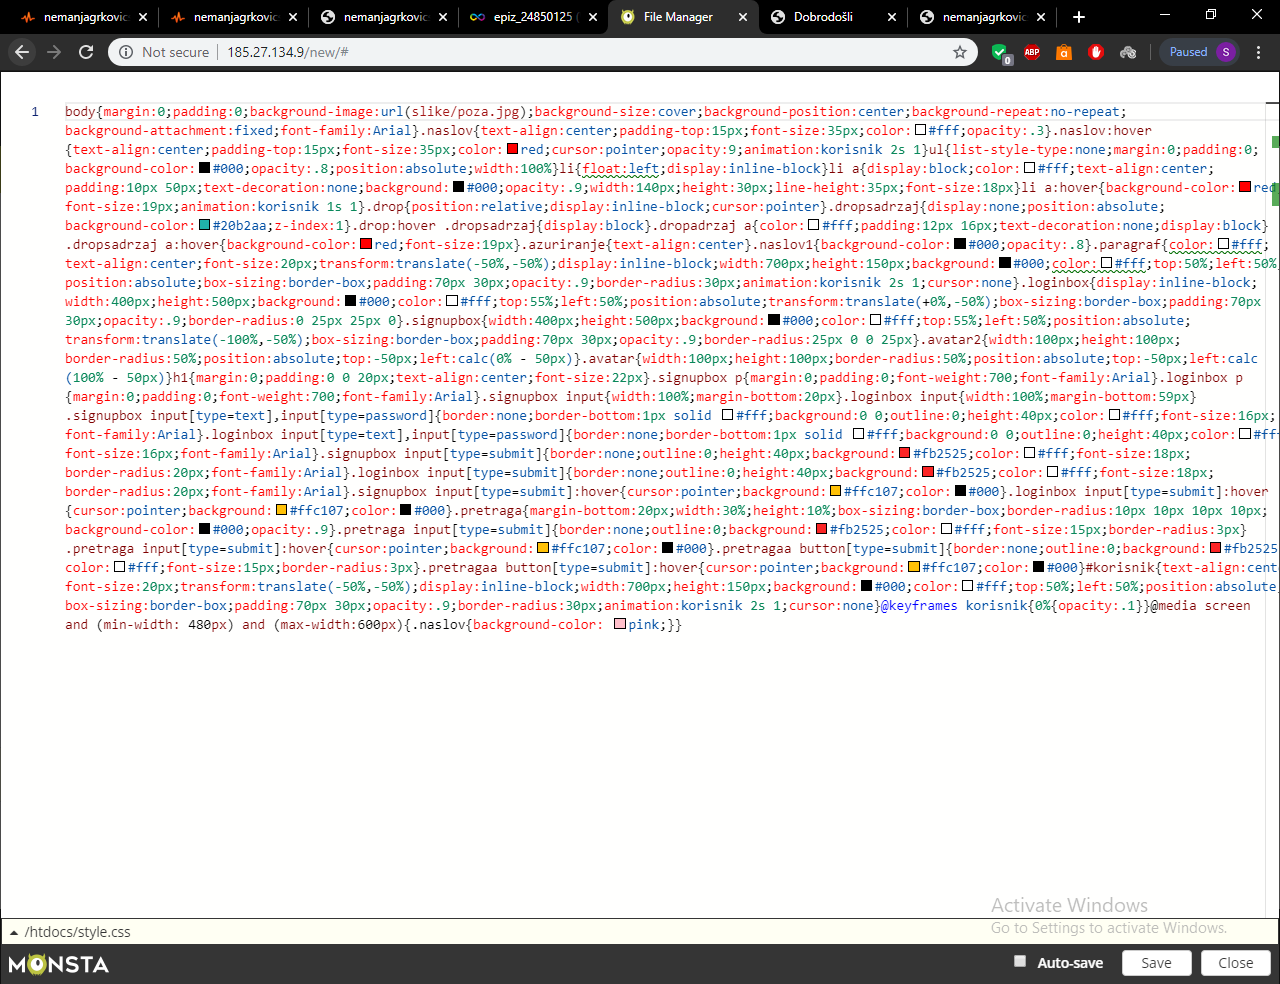 nemanjagrkovic
nemanjagrkovic
nemanjagrkovic
epiz_24850125 (
File Manager
Dobrodošli
nemanjagrkovic
Not secure
185.27.134.9/new/#
ABP
0
Paused
S
1
body{margin:0;padding:0;background-image:url(slike/poza.jpg);background-size:cover;background-position:center;background-repeat:no-repeat;
background-attachment:fixed;font-family:Arial}.naslov{text-align:center;padding-top:15px;font-size:35px;color:#fff;opacity:.3}.naslov:hover
{text-align:center;padding-top:15px;font-size:35px;color:red;cursor:pointer;opacity:9;animation:korisnik 2s 1}ul{list-style-type:none;margin:0;padding:0;
background-color:#000;opacity:.8;position:absolute;width:100%}li{float:left;display:inline-block}li a{display:block;color:#fff;text-align:center;
padding:10px 50px;text-decoration:none;background:#000;opacity:.9;width:140px;height:30px;line-height:35px;font-size:18px}li a:hover{background-color:red
font-size:19px;animation:korisnik 1s 1}.drop{position:relative;display:inline-block;cursor:pointer}.dropsadrzaj{display:none;position:absolute;
background-color:#20b2aa;z-index:1}.drop:hover .dropsadrzaj{display:block}.dropadrzaj a{color:#fff;padding:12px 16px;text-decoration:none;display:block}
.dropsadrzaj a:hover{background-color:red;font-size:19px}.azuriranje{text-align:center}.naslov1{background-color:#000;opacity:.8}.paragraf{color:#fff;
text-align:center;font-size:20px;transform:translate(-50%,-50%);display:inline-block;width:700px;height:150px;background:#000;color:#fff;top:50%;left:50%
position:absolute;box-sizing:border-box;padding:70px 30px;opacity:.9;border-radius:30px;animation:korisnik 2s 1;cursor:none}.loginbox{display:inline-block;
width:400px;height:500px;background:#000;color:#fff;top:55%;left:50%;position:absolute;transform:translate(+0%,-50%);box-sizing:border-box;padding:70px
30px;opacity:.9;border-radius:0 25px 25px 0}.signupbox{width:400px;height:500px;background:#000;color:#fff;top:55%;left:50%;position:absolute;
transform:translate(-100%,-50%);box-sizing:border-box;padding:70px 30px;opacity:.9;border-radius:25px 0 0 25px}.avatar2{width:100px;height:100px;
border-radius:50%;position:absolute;top:-50px;left:calc(0% - 50px)}.avatar{width:100px;height:100px;border-radius:50%;position:absolute;top:-50px;left:calc
(100% - 50px)}h1{margin:0;padding:0 0 20px;text-align:center;font-size:22px}.signupbox p{margin:0;padding:0;font-weight:700;font-family:Arial}.loginbox p
{margin:0;padding:0;font-weight:700;font-family:Arial}.signupbox input{width:100%;margin-bottom:20px}.loginbox input{width:100%;margin-bottom:59px}
.signupbox input[type=text],input[type=password]{border:none;border-bottom:1px solid #fff;background:0 0;outline:0;height:40px;color:#fff;font-size:16px;
font-family:Arial}.loginbox input[type=text],input[type=password]{border:none;border-bottom:1px solid #fff;background:0 0;outline:0;height:40px;color:#ff
font-size:16px;font-family:Arial}.signupbox input[type=submit]{border:none;outline:0;height:40px;background:#fb2525;color:#fff;font-size:18px;
border-radius:20px;font-family:Arial}.loginbox input[type=submit]{border:none;outline:0;height:40px;background:#fb2525;color:#fff;font-size:18px;
border-radius:20px;font-family:Arial}.signupbox input[type=submit]:hover{cursor:pointer;background:#ffc107;color:#000}.loginbox input[type=submit]:hover
{cursor:pointer;background:#ffc107;color:#000}.pretraga{margin-bottom:20px;width:30%;height:10%;box-sizing:border-box;border-radius:10px 10px 10px 10px;
background-color:#000;opacity:.9}.pretraga input[type=submit]{border:none;outline:0;background:#fb2525;color:#fff;font-size:15px;border-radius:3px}
.pretraga input[type=submit]:hover{cursor:pointer;background:#ffc107;color:#000}.pretragaa button[type=submit]{border:none;outline:0;background:#fb2525
color:#fff;font-size:15px;border-radius:3px}.pretragaa button[type=submit]:hover{cursor:pointer;background:#ffc107;color:#000}#korisnik{text-align:cent
font-size:20px;transform:translate(-50%,-50%);display:inline-block;width:700px;height:150px;background:#000;color:#fff;top:50%;left:50%;position:absolute;
box-sizing:border-box;padding:70px 30px;opacity:.9;border-radius:30px;animation:korisnik 2s 1;cursor:none}@keyframes korisnik{0%{opacity:.1}}@media screen
and (min-width: 480px) and (max-width:600px){.naslov{background-color: pink;}}
Activate Windows
Go to Settings to activate Windows.
/htdocs/style.css
MONSTA
Auto-save
Save
Close